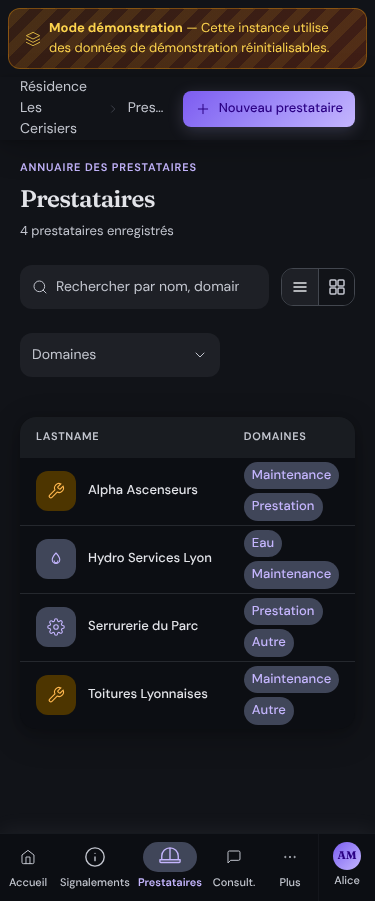 Mode démonstration — Cette instance utilise
des données de démonstration réinitialisables.
Résidence
Les
Cerisiers
Pres...
Nouveau prestataire
ANNUAIRE DES PRESTATAIRES
Prestataires
4 prestataires enregistrés
Rechercher par nom, domair
Domaines
LASTNAME
DOMAINES
Alpha Ascenseurs
Maintenance
Prestation
Hydro Services Lyon
Eau
Maintenance
Serrurerie du Parc
Prestation
Autre
Toitures Lyonnaises
Maintenance
Autre
Accueil
Signalements
Prestataires
Consult.
Plus
AM
Alice